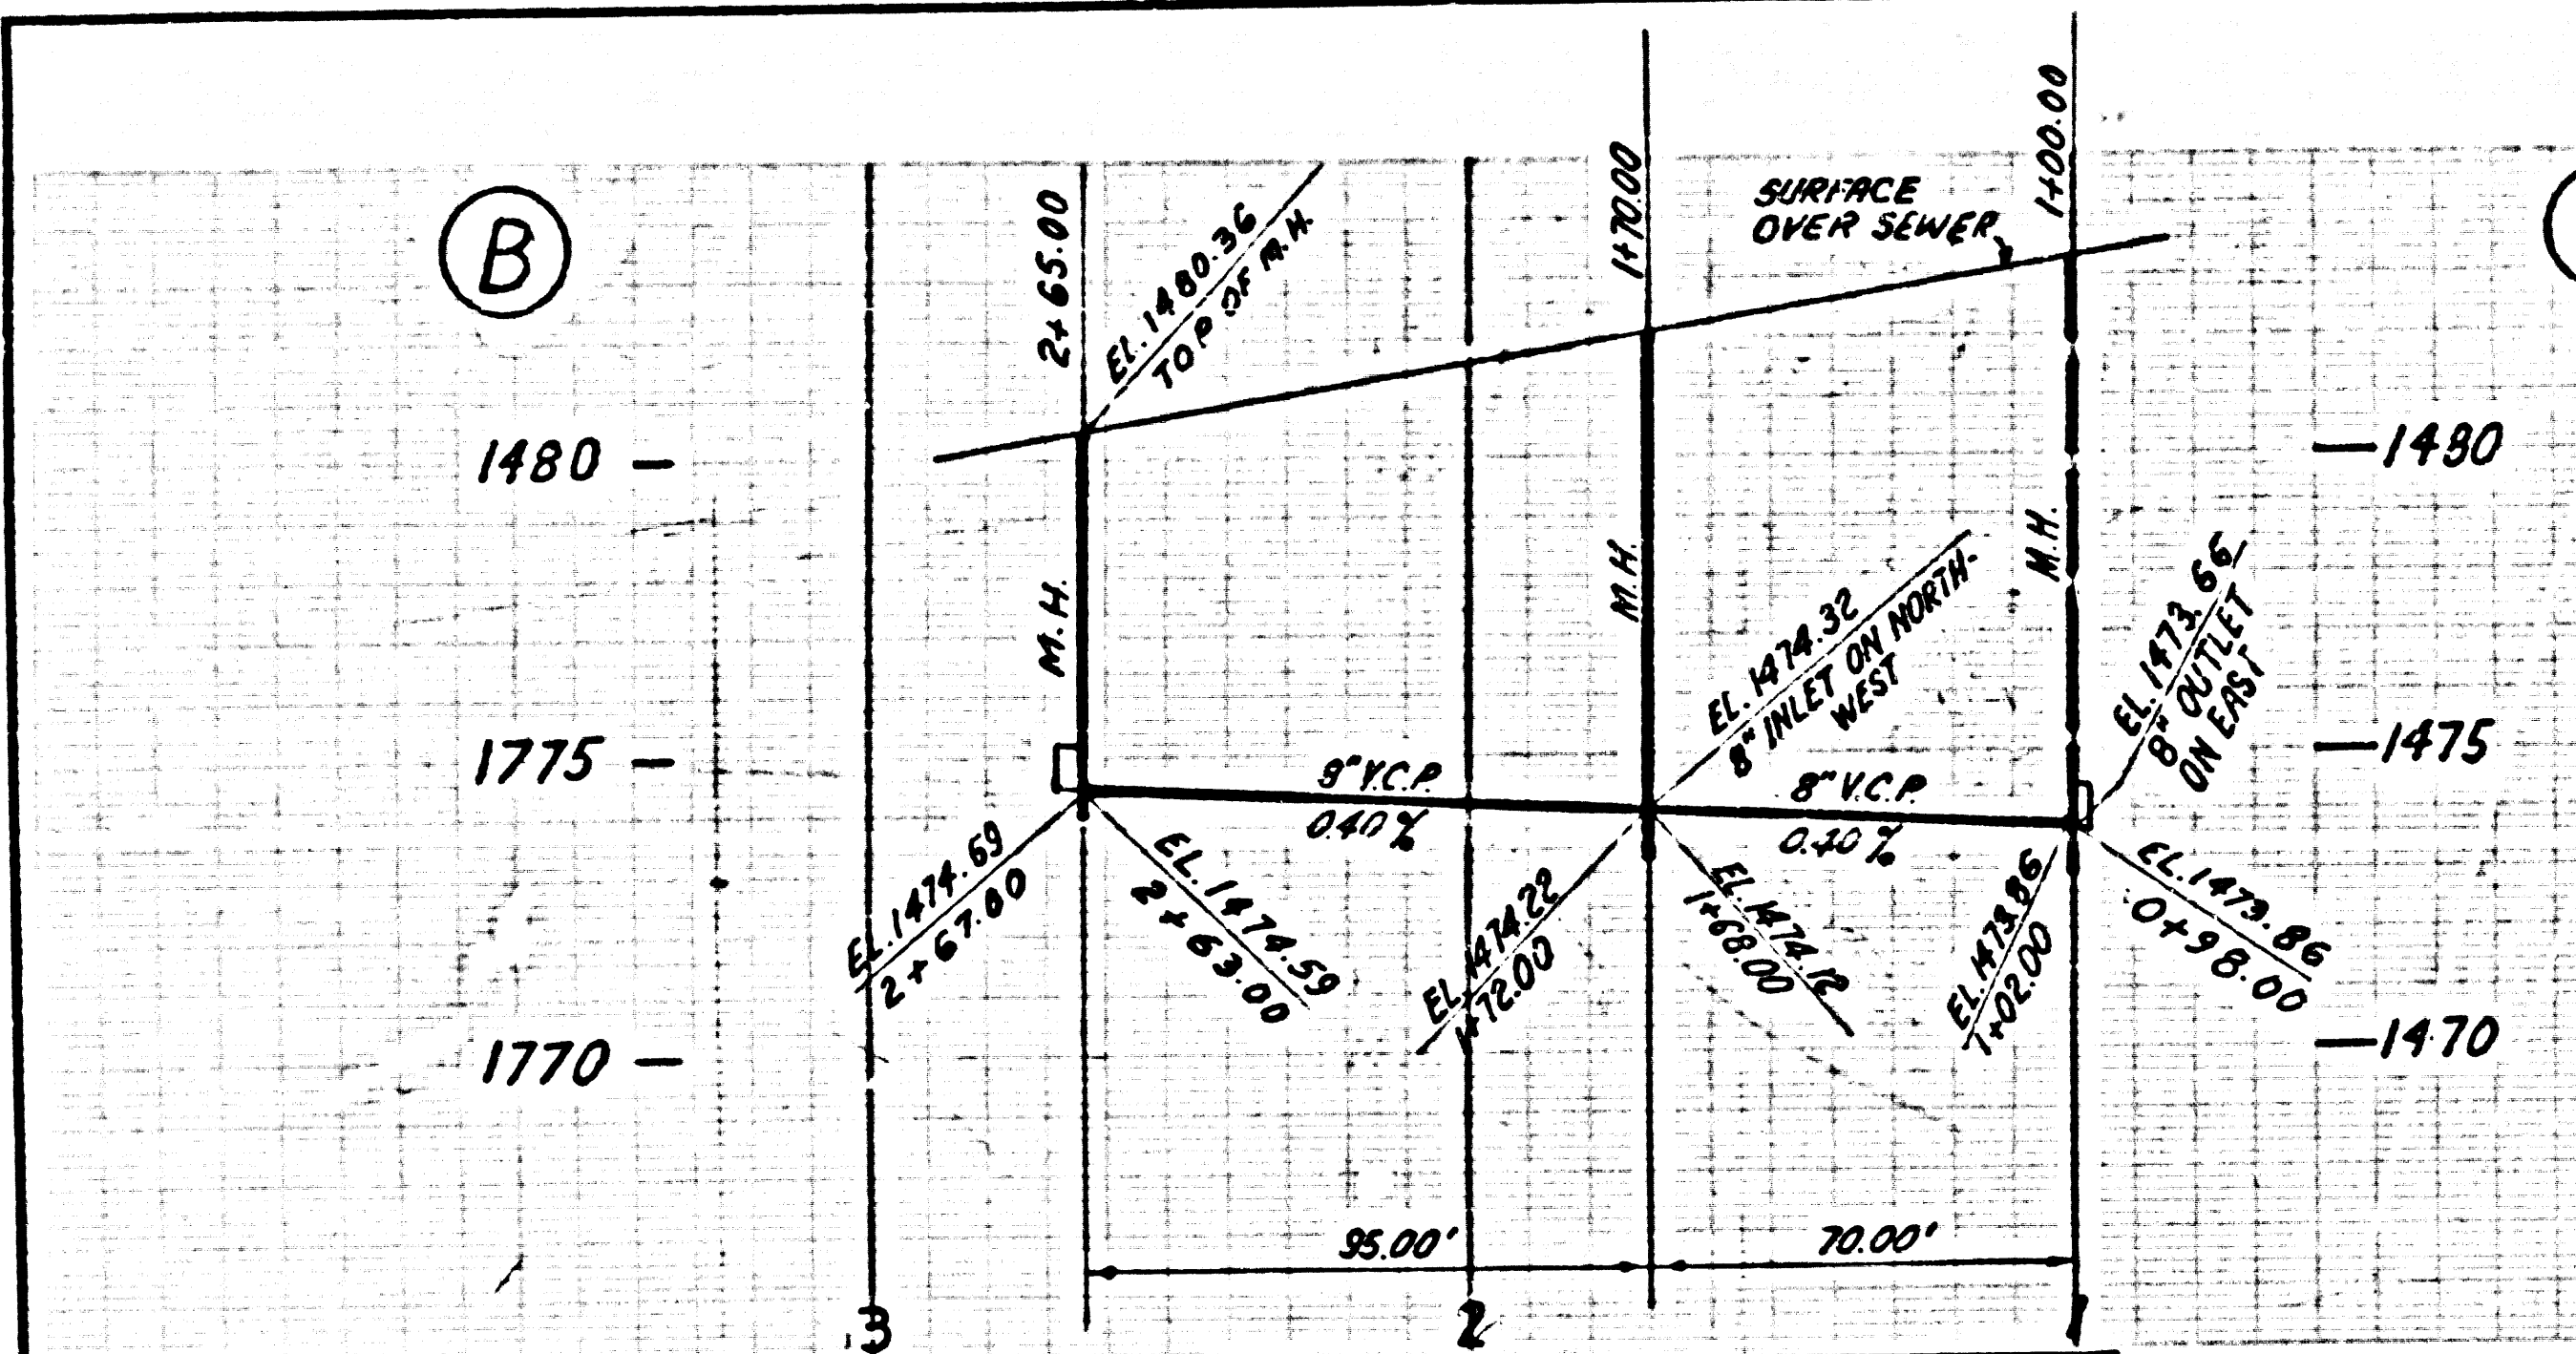 B
2+65.00
EL. 1480.36
TOP OF M.H.
1+70.00
SURFACE
OVER SEWER
1+00.00
1480
1480
M.H.
M.H.
M.H.
EL. 1474.32
8" INLET ON NORTH-
WEST
EL. 1473.66
8" OUTLET
ON EAST
1775
1475
8" V.C.P.
0.40 %
8" V.C.P.
0.40 %
EL. 1474.69
2+67.00
EL. 1474.59
2+63.00
EL. 1474.22
1+72.00
EL. 1474.12
1+68.00
EL. 1473.86
1+02.00
EL. 1473.86
0+98.00
1770
1470
95.00'
70.00'
3
2
1